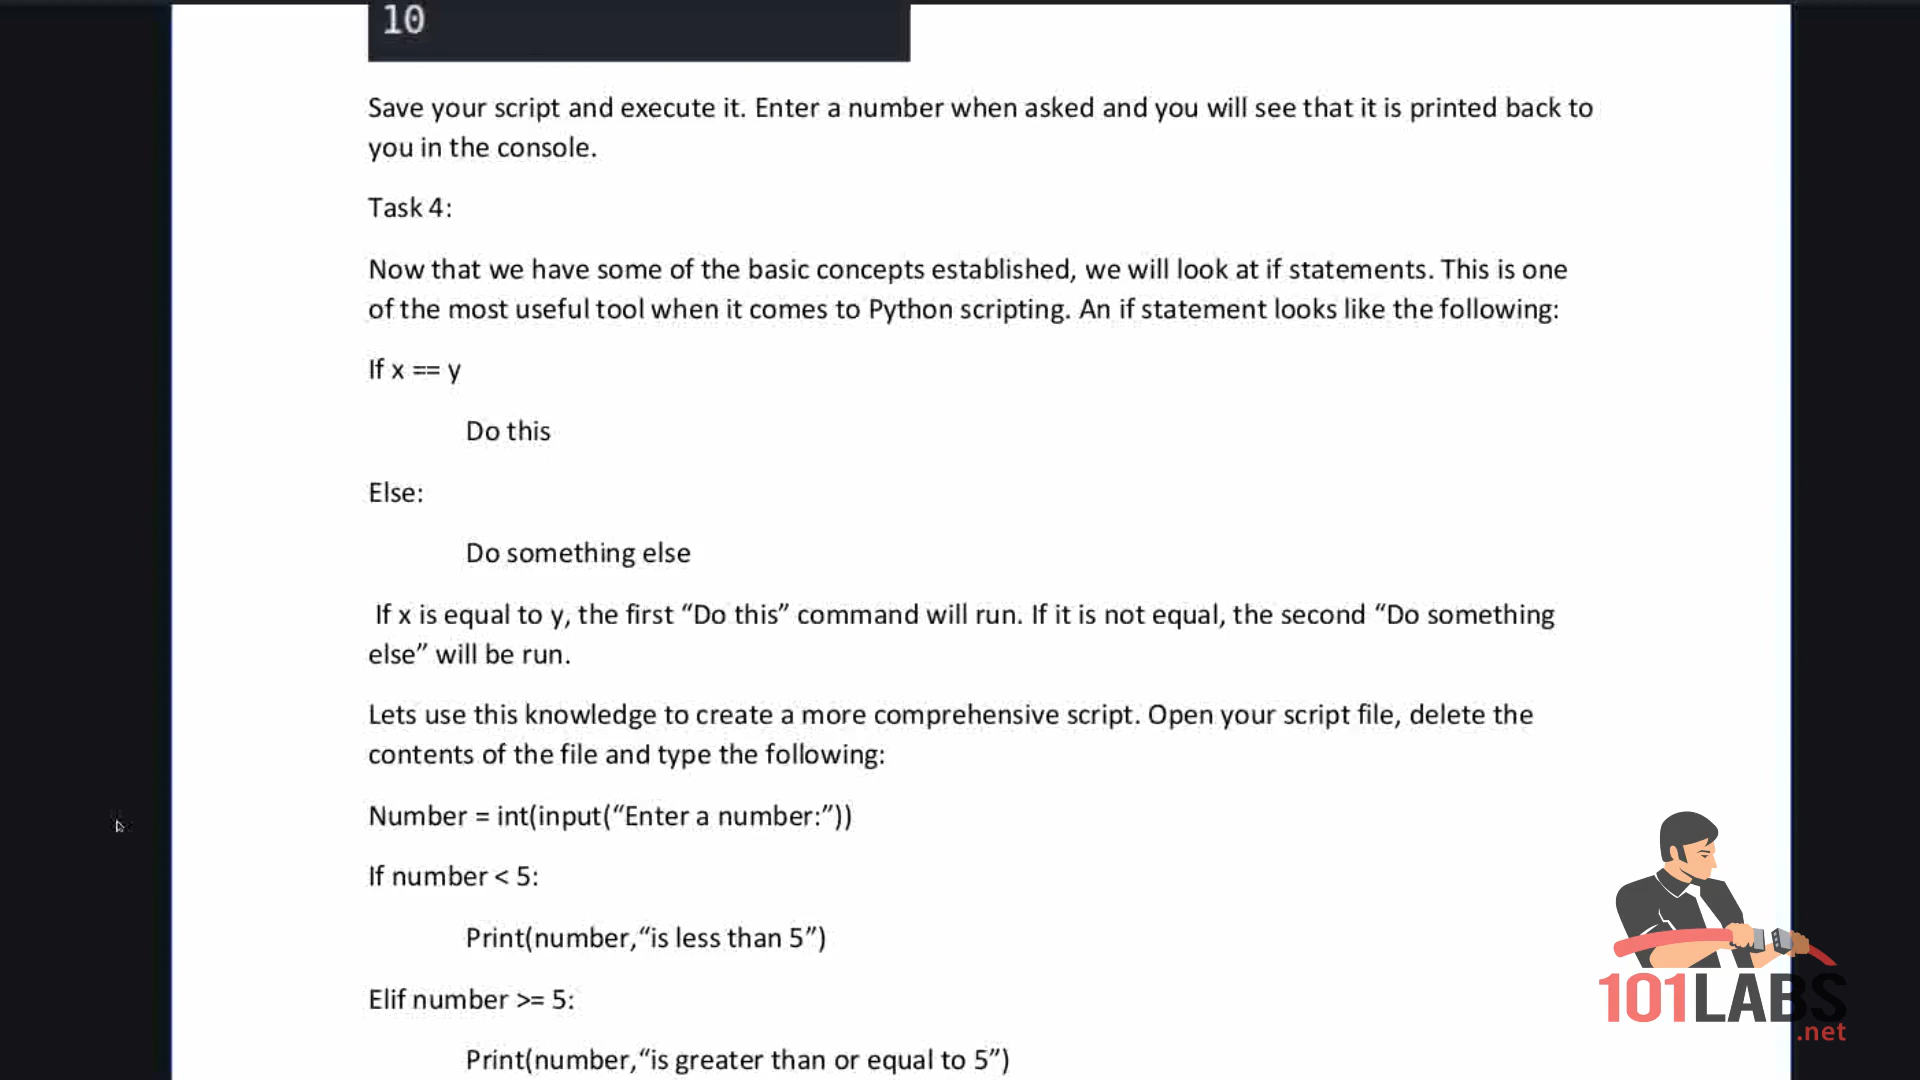 10
Save your script and execute it. Enter a number when asked and you will see that it is printed back to
you in the console.
Task 4:
Now that we have some of the basic concepts established, we will look at if statements. This is one
of the most useful tool when it comes to Python scripting. An if statement looks like the following:
If x == y
Do this
Else:
Do something else
If x is equal to y, the first “Do this” command will run. If it is not equal, the second “Do something
else” will be run.
Lets use this knowledge to create a more comprehensive script. Open your script file, delete the
contents of the file and type the following:
Number = int(input(“Enter a number:”))
If number < 5:
Print(number,“is less than 5”)
Elif number >= 5:
Print(number,“is greater than or equal to 5”)
101LABS
.net